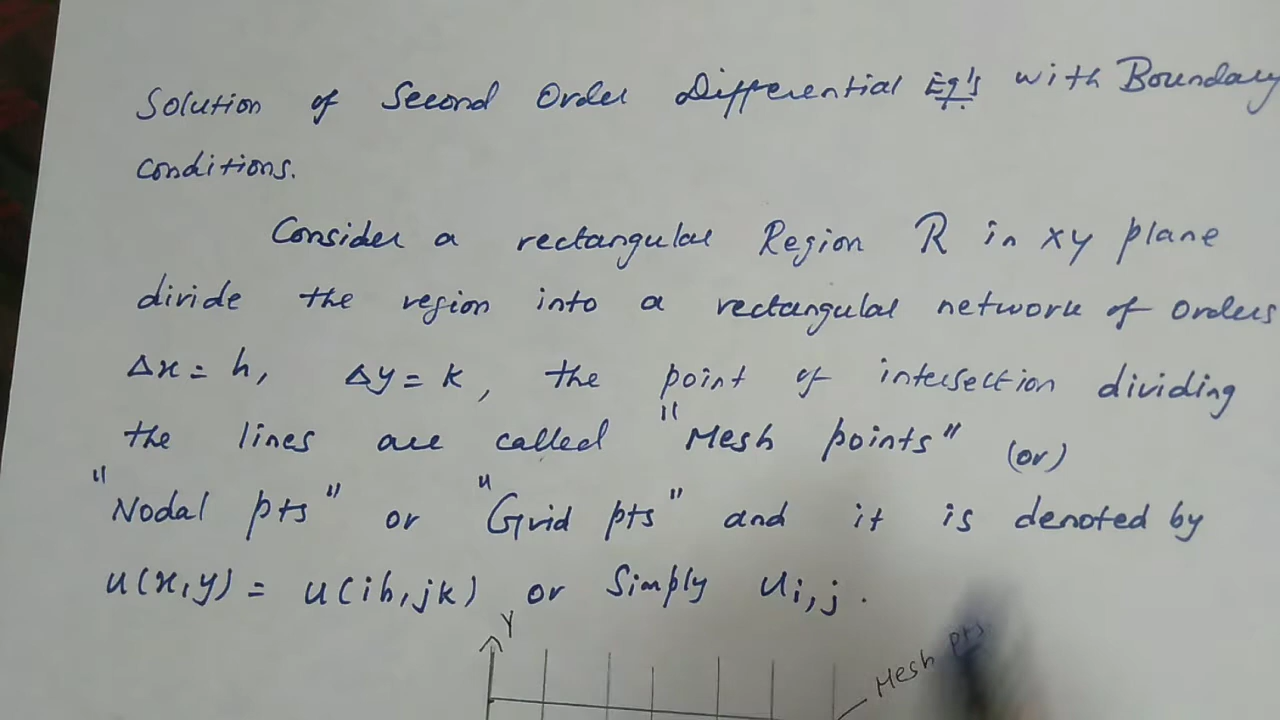 Solution of Second Order Differential Eq's with Boundary
Conditions.
Consider a rectangular Region R in xy plane
divide the region into a rectangular network of orders
Δx = h, Δy = k, the point of intersection dividing
the lines are called "Mesh points" (or)
"Nodal pts" or "Grid pts" and it is denoted by
u(x,y) = u(ih,jk) or Simply ui,j.
Y
Mesh pts